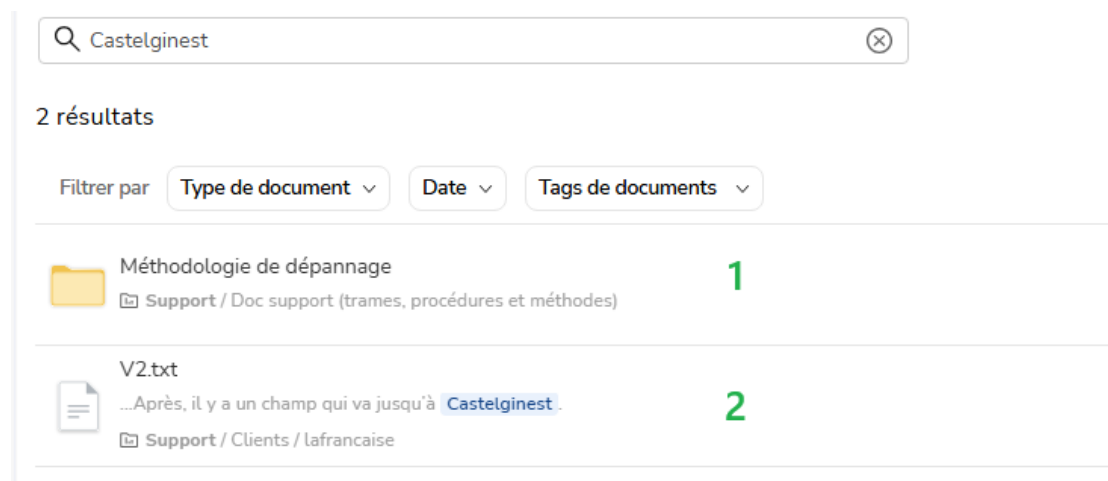 Castelginest
2 résultats
Filtrer par Type de document Date Tags de documents
Méthodologie de dépannage
Support / Doc support (trames, procédures et méthodes)
1
V2.txt
...Après, il y a un champ qui va jusqu'à Castelginest.
2
Support / Clients / lafrancaise